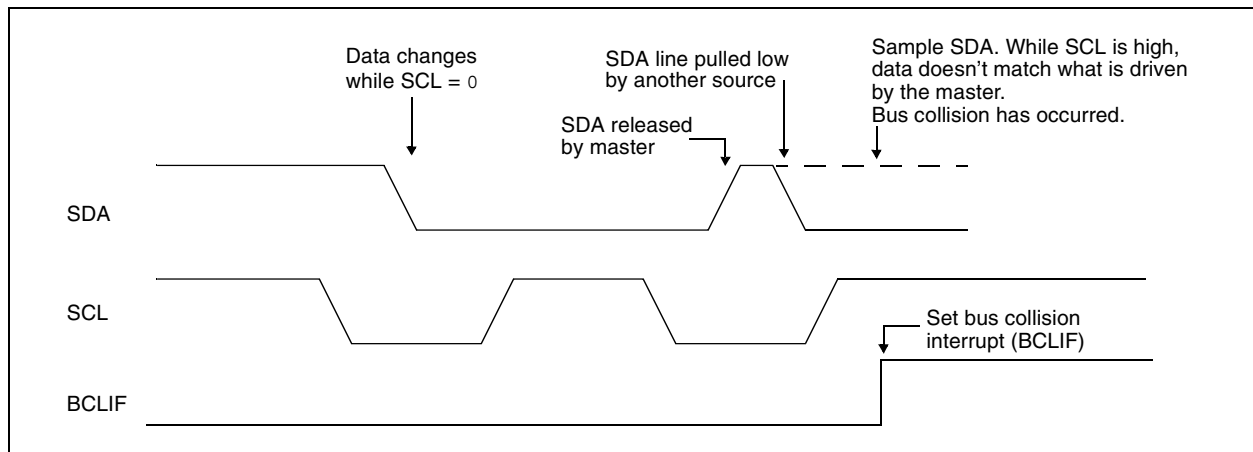 Data changes
while SCL = 0
SDA line pulled low
by another source
SDA released
by master
Sample SDA. While SCL is high,
data doesn't match what is driven
by the master.
Bus collision has occurred.
SDA
SCL
Set bus collision
interrupt (BCLIF)
BCLIF